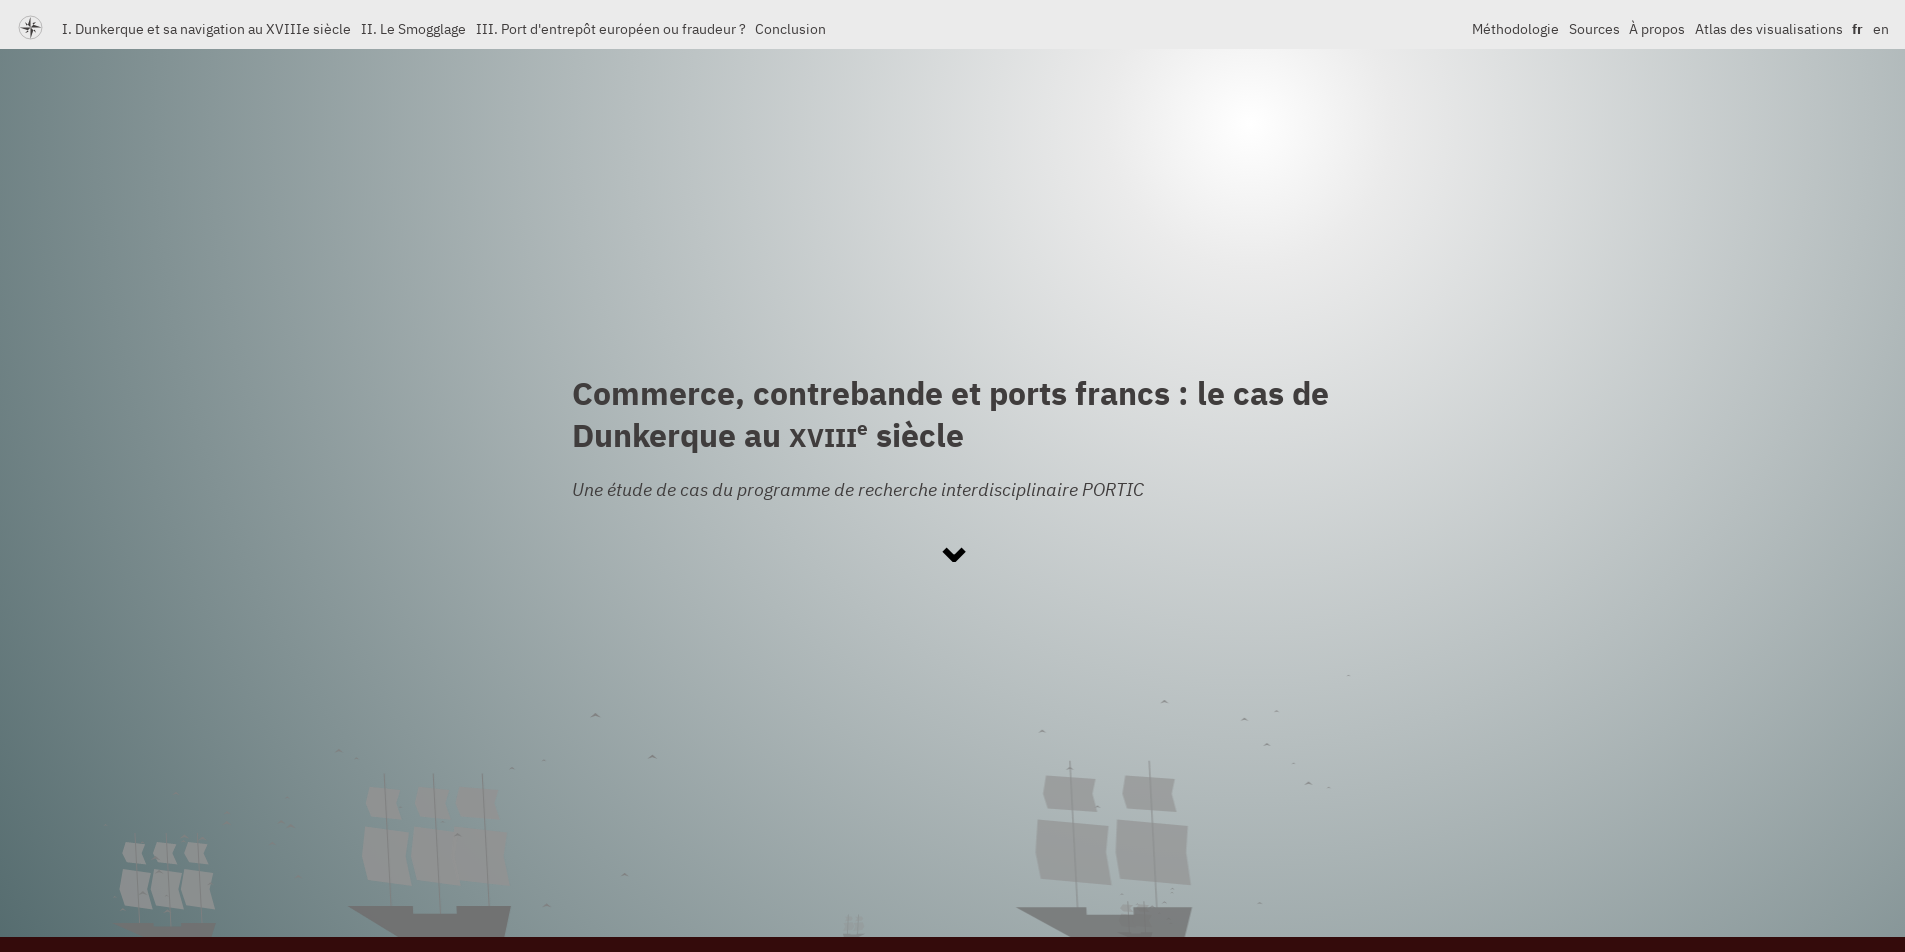 I. Dunkerque et sa navigation au XVIIIe siècle II. Le Smogglage III. Port d'entrepôt européen ou fraudeur ? Conclusion Méthodologie Sources À propos Atlas des visualisations fr en
Commerce, contrebande et ports francs : le cas de
Dunkerque au XVIIIe siècle
Une étude de cas du programme de recherche interdisciplinaire PORTIC